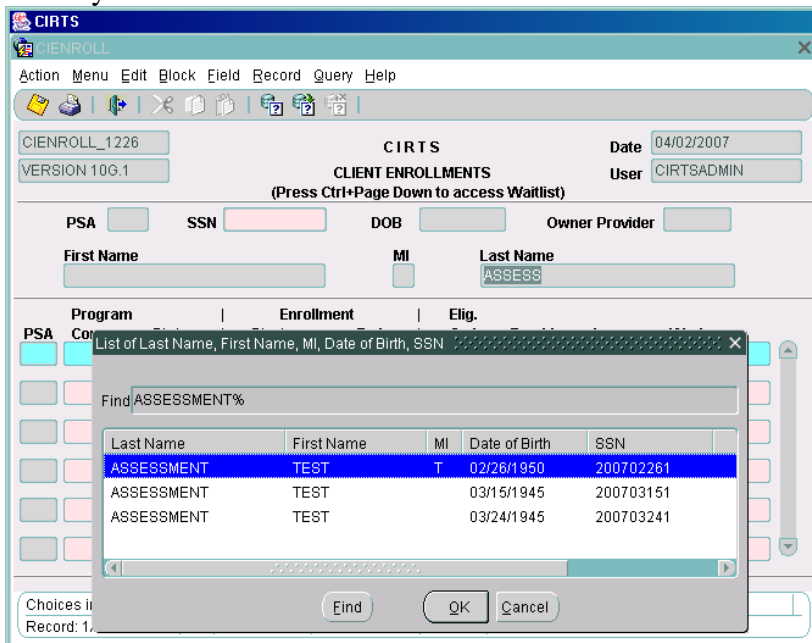 CIRTS
CIENROLL
Action Menu Edit Block Field Record Query Help
CIENROLL_1226 CIRTS Date 04/02/2007
VERSION 10G.1 CLIENT ENROLLMENTS User CIRTSADMIN
(Press Ctrl+Page Down to access Waitlist)
PSA SSN DOB Owner Provider
First Name MI Last Name
ASSESS
Program | Enrollment | Elig.
PSA
List of Last Name, First Name, MI, Date of Birth, SSN
Find ASSESSMENT%
Last Name First Name MI Date of Birth SSN
ASSESSMENT TEST T 02/26/1950 200702261
ASSESSMENT TEST 03/15/1945 200703151
ASSESSMENT TEST 03/24/1945 200703241
Find OK Cancel
Choices
Record: 1